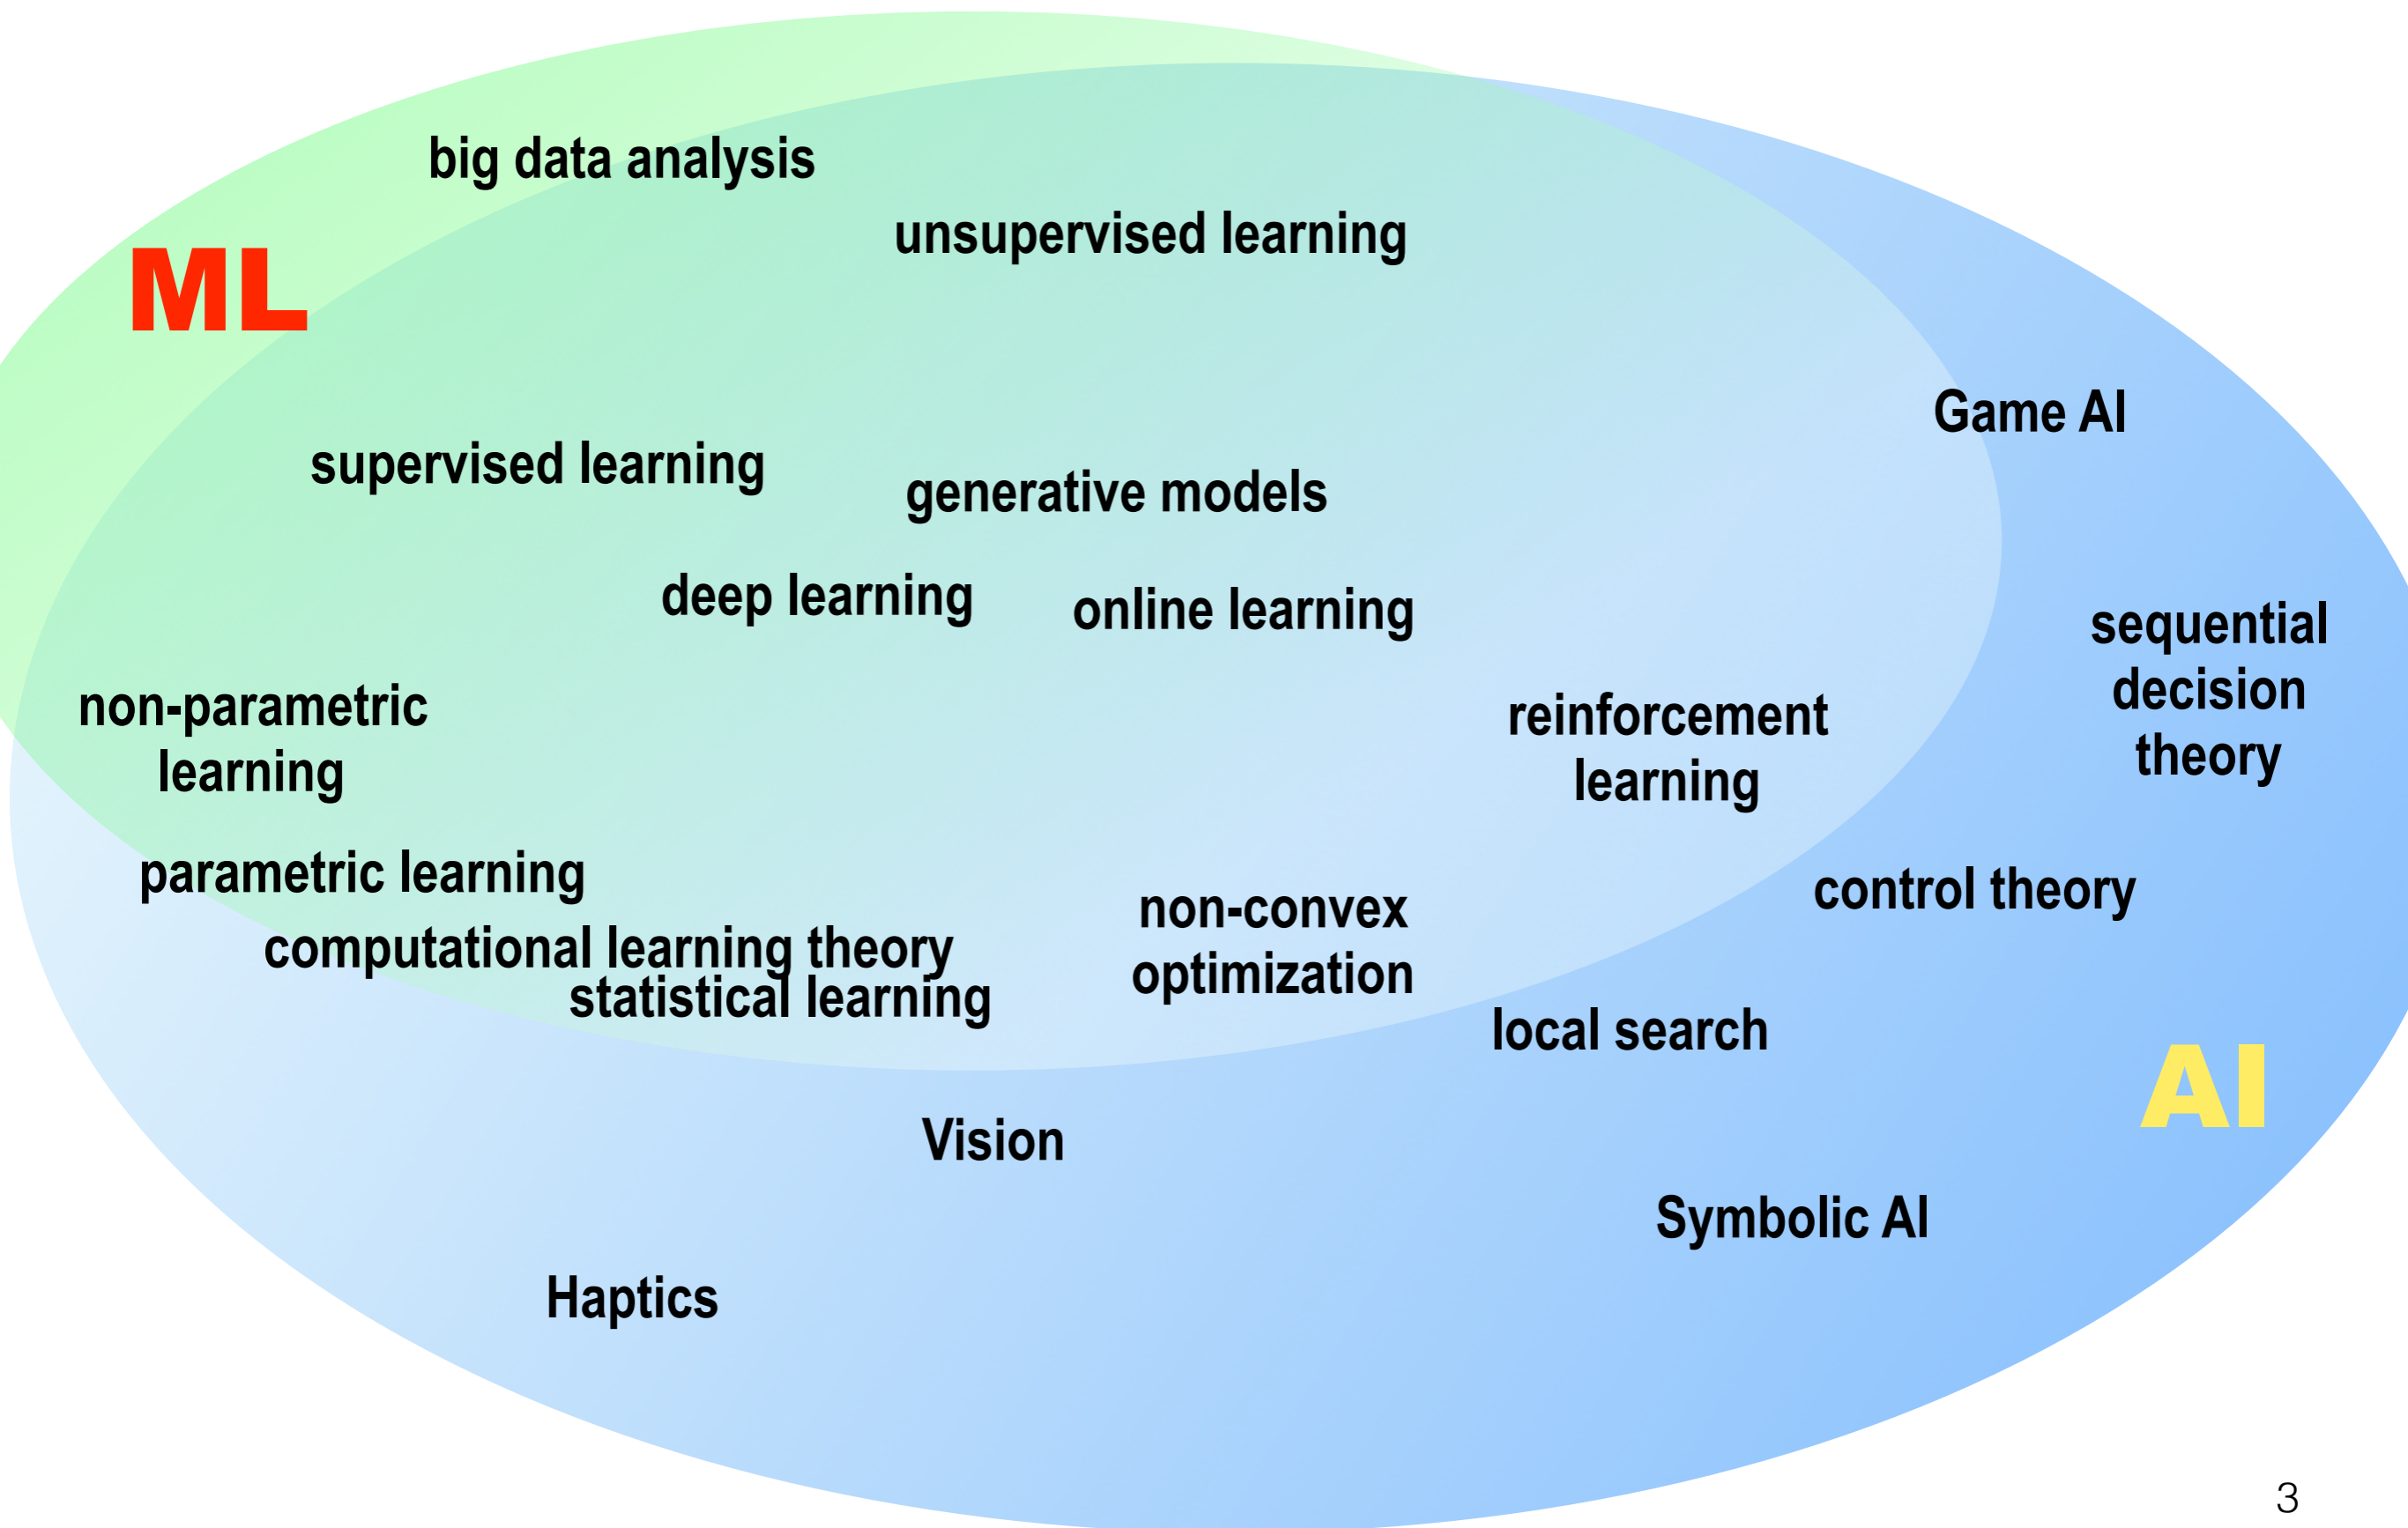 big data analysis
unsupervised learning
ML
Game AI
supervised learning
generative models
deep learning
online learning
sequential
decision
theory
non-parametric
learning
reinforcement
learning
parametric learning
control theory
non-convex
optimization
computational learning theory
statistical learning
local search
AI
Vision
Symbolic AI
Haptics
3